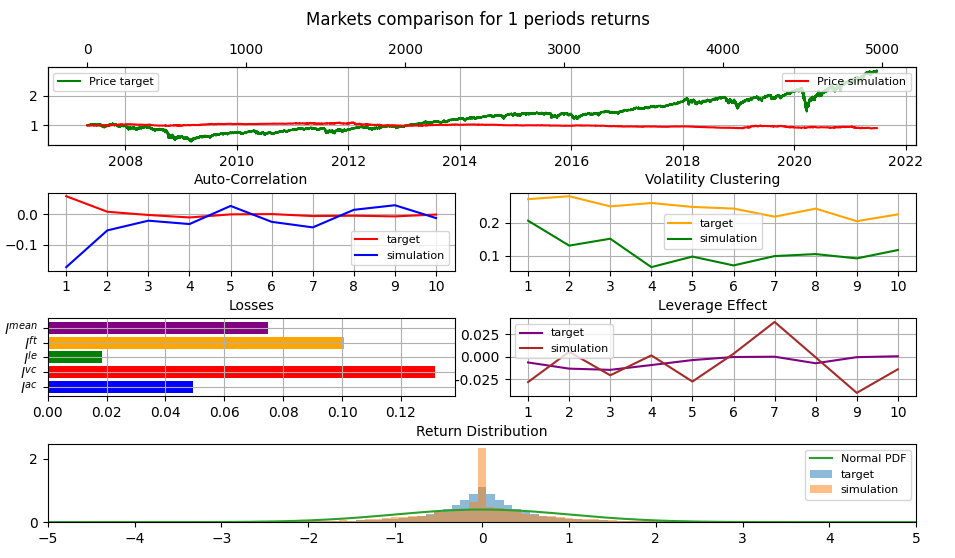 Markets comparison for 1 periods returns
0 1000 2000 3000 4000 5000
Price target
Price simulation
2
1
2008 2010 2012 2014 2016 2018 2020 2022
Auto-Correlation
0.0
−0.1
target
simulation
1 2 3 4 5 6 7 8 9 10
Volatility Clustering
0.2
0.1
target
simulation
1 2 3 4 5 6 7 8 9 10
Losses
l^mean
l^ft
l^le
l^vc
l^ac
0.00 0.02 0.04 0.06 0.08 0.10 0.12
Leverage Effect
0.025
0.000
−0.025
target
simulation
1 2 3 4 5 6 7 8 9 10
Return Distribution
2
0
Normal PDF
target
simulation
−5 −4 −3 −2 −1 0 1 2 3 4 5